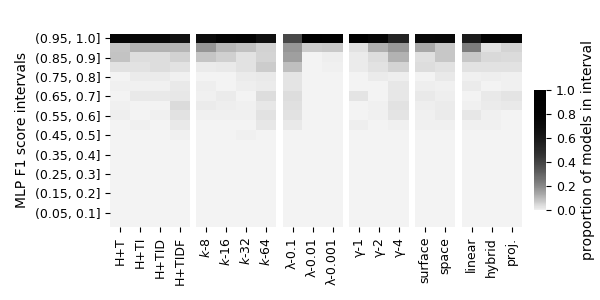 MLP F1 score intervals
(0.95, 1.0]
(0.85, 0.9]
(0.75, 0.8]
(0.65, 0.7]
(0.55, 0.6]
(0.45, 0.5]
(0.35, 0.4]
(0.25, 0.3]
(0.15, 0.2]
(0.05, 0.1]
H+T
H+TI
H+TID
H+TIDF
k-8
k-16
k-32
k-64
λ-0.1
λ-0.01
λ-0.001
γ-1
γ-2
γ-4
surface
space
linear
hybrid
proj.
1.0
0.8
0.6
0.4
0.2
0.0
proportion of models in interval